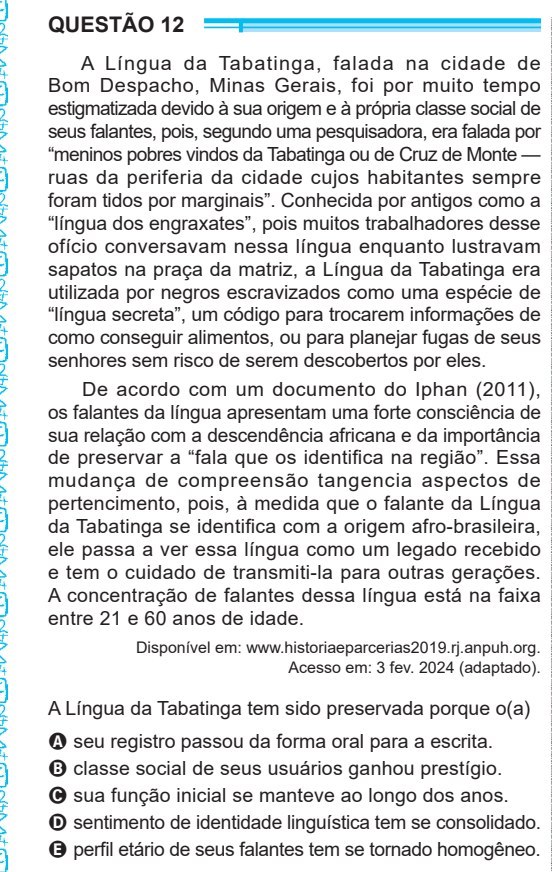 QUESTÃO 12
A Língua da Tabatinga, falada na cidade de
Bom Despacho, Minas Gerais, foi por muito tempo
estigmatizada devido à sua origem e à própria classe social de
seus falantes, pois, segundo uma pesquisadora, era falada por
“meninos pobres vindos da Tabatinga ou de Cruz de Monte —
ruas da periferia da cidade cujos habitantes sempre
foram tidos por marginais”. Conhecida por antigos como a
“língua dos engraxates”, pois muitos trabalhadores desse
ofício conversavam nessa língua enquanto lustravam
sapatos na praça da matriz, a Língua da Tabatinga era
utilizada por negros escravizados como uma espécie de
“língua secreta”, um código para trocarem informações de
como conseguir alimentos, ou para planejar fugas de seus
senhores sem risco de serem descobertos por eles.
De acordo com um documento do Iphan (2011),
os falantes da língua apresentam uma forte consciência de
sua relação com a descendência africana e da importância
de preservar a “fala que os identifica na região”. Essa
mudança de compreensão tangencia aspectos de
pertencimento, pois, à medida que o falante da Língua
da Tabatinga se identifica com a origem afro-brasileira,
ele passa a ver essa língua como um legado recebido
e tem o cuidado de transmiti-la para outras gerações.
A concentração de falantes dessa língua está na faixa
entre 21 e 60 anos de idade.
Disponível em: www.historiaeparcerias2019.rj.anpuh.org.
Acesso em: 3 fev. 2024 (adaptado).
A Língua da Tabatinga tem sido preservada porque o(a)
A seu registro passou da forma oral para a escrita.
B classe social de seus usuários ganhou prestígio.
C sua função inicial se manteve ao longo dos anos.
D sentimento de identidade linguística tem se consolidado.
E perfil etário de seus falantes tem se tornado homogêneo.